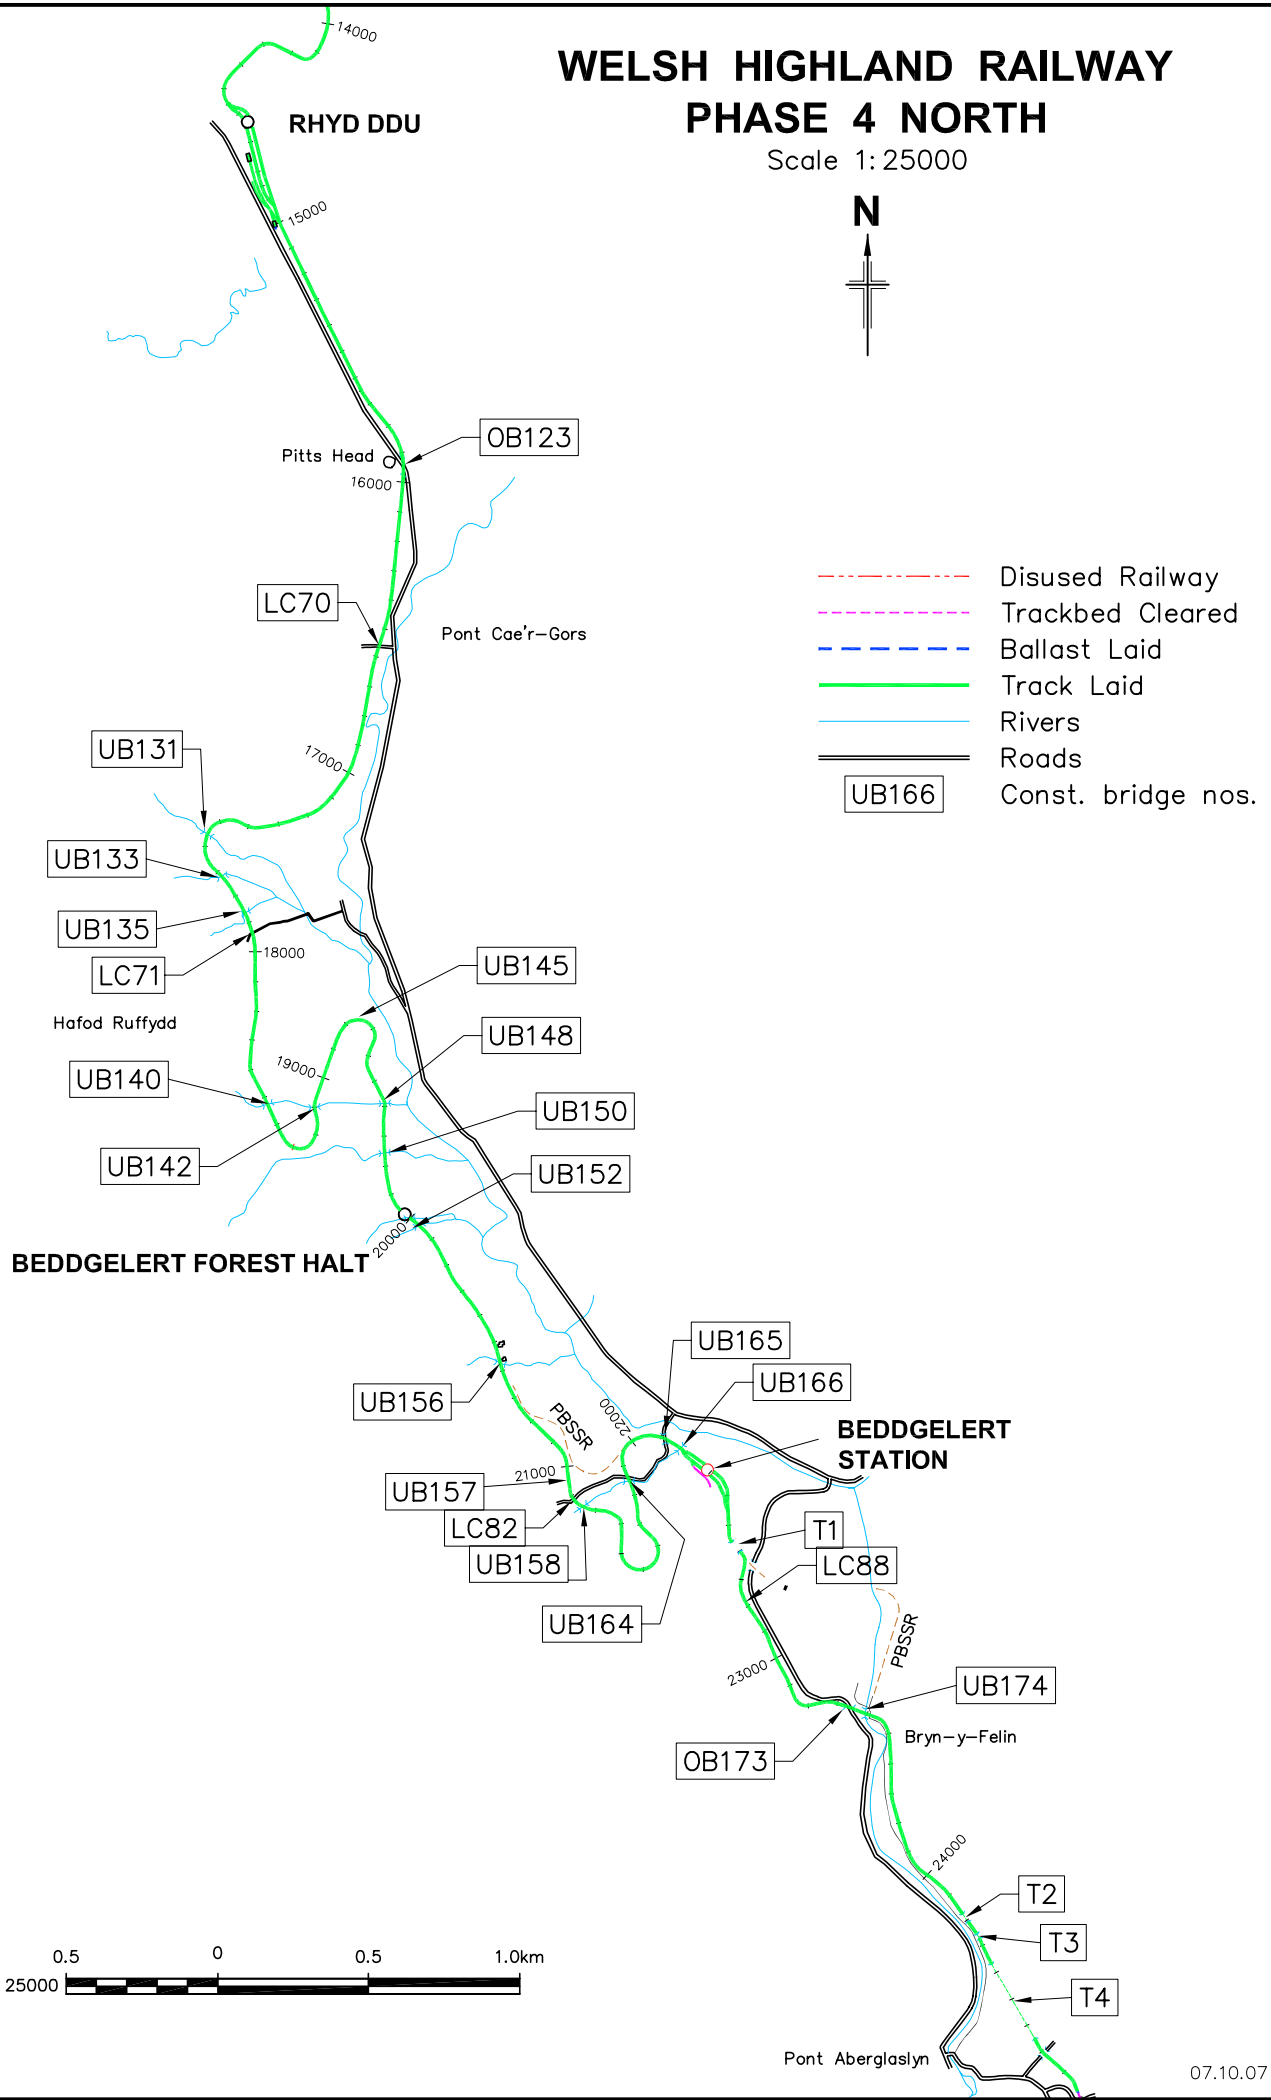 14000
WELSH HIGHLAND RAILWAY
PHASE 4 NORTH
Scale 1:25000
N
RHYD DDU
15000
OB123
Pitts Head
16000
LC70
Pont Cae'r-Gors
Disused Railway
Trackbed Cleared
Ballast Laid
Track Laid
Rivers
Roads
UB166 Const. bridge nos.
UB131
17000
UB133
UB135
LC71
18000
UB145
Hafod Ruffydd
UB148
19000
UB140
UB150
UB142
UB152
20000
BEDDGELERT FOREST HALT
UB165
UB166
UB156
PBSSR
22000
BEDDGELERT
STATION
21000
UB157
LC82
UB158
T1
LC88
UB164
PBSSR
23000
UB174
Bryn-y-Felin
OB173
24000
T2
T3
T4
0.5 0 0.5 1.0km
25000
Pont Aberglaslyn
07.10.07